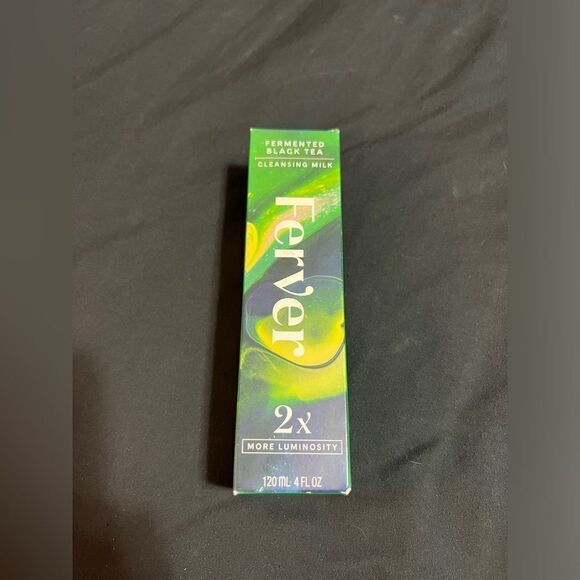 FERMENTED
BLACK TEA
CLEANSING MILK
Ferver
2x
MORE LUMINOSITY
120 ML 4 FL OZ